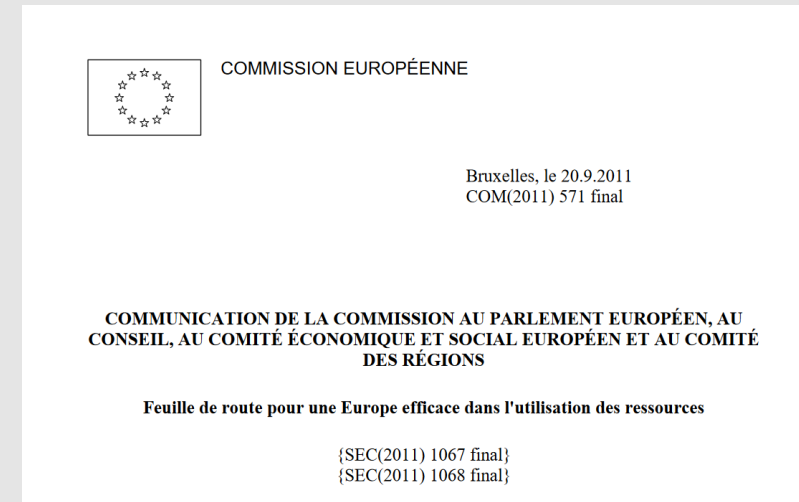 COMMISSION EUROPÉENNE
Bruxelles, le 20.9.2011
COM(2011) 571 final
COMMUNICATION DE LA COMMISSION AU PARLEMENT EUROPÉEN, AU
CONSEIL, AU COMITÉ ÉCONOMIQUE ET SOCIAL EUROPÉEN ET AU COMITÉ
DES RÉGIONS
Feuille de route pour une Europe efficace dans l'utilisation des ressources
{SEC(2011) 1067 final}
{SEC(2011) 1068 final}